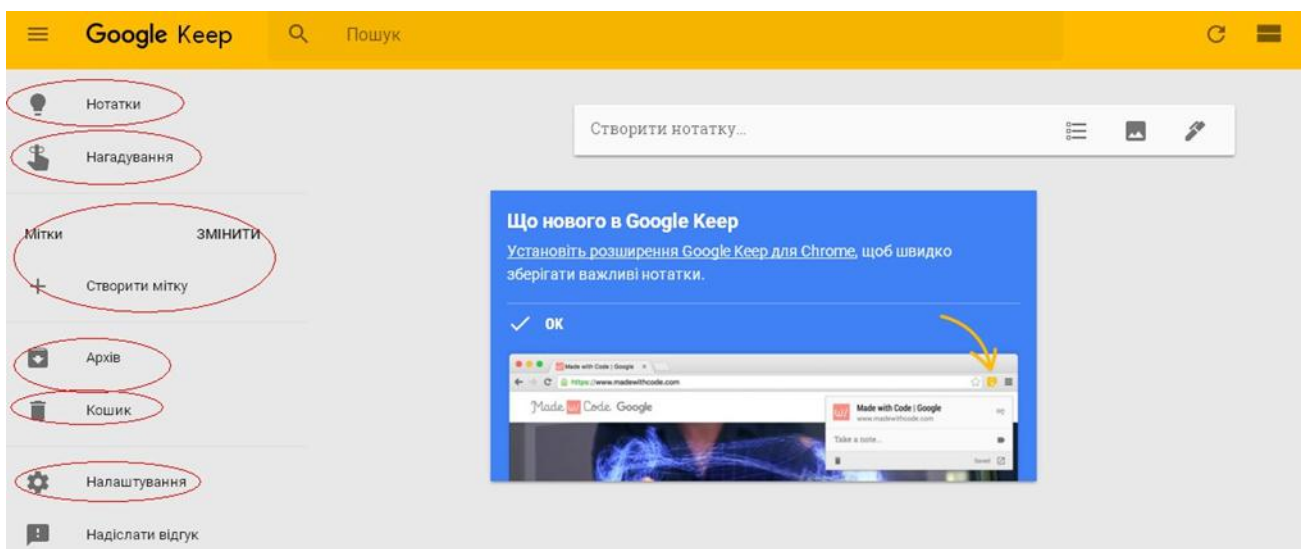 Google Keep
Пошук
Нотатки
Нагадування
Мітки ЗМІНИТИ
Створити мітку
Архів
Кошик
Налаштування
Надіслати відгук
Створити нотатку...
Що нового в Google Keep
Установіть розширення Google Keep для Chrome, щоб швидко
зберігати важливі нотатки.
ОК
Made with Code | Google
https://www.madewithcode.com
Made w/ Code Google
w/
Made with Code | Google
www.madewithcode.com
Take a note...
Saved